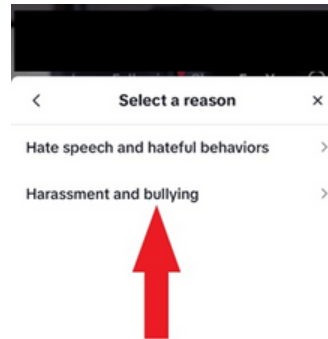 Select a reason
Hate speech and hateful behaviors
Harassment and bullying